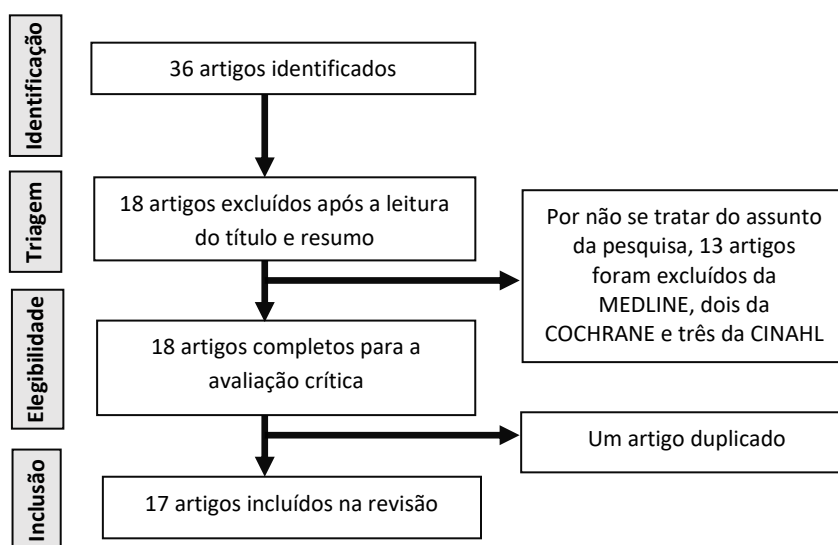 Identificação
36 artigos identificados
Triagem
18 artigos excluídos após a leitura
do título e resumo
Por não se tratar do assunto
da pesquisa, 13 artigos
foram excluídos da
MEDLINE, dois da
COCHRANE e três da CINAHL
Elegibilidade
18 artigos completos para a
avaliação crítica
Um artigo duplicado
Inclusão
17 artigos incluídos na revisão